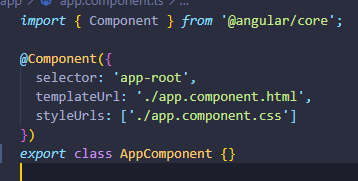 app > app.component.ts > ...
import { Component } from '@angular/core';
@Component({
  selector: 'app-root',
  templateUrl: './app.component.html',
  styleUrls: ['./app.component.css']
})
export class AppComponent {}